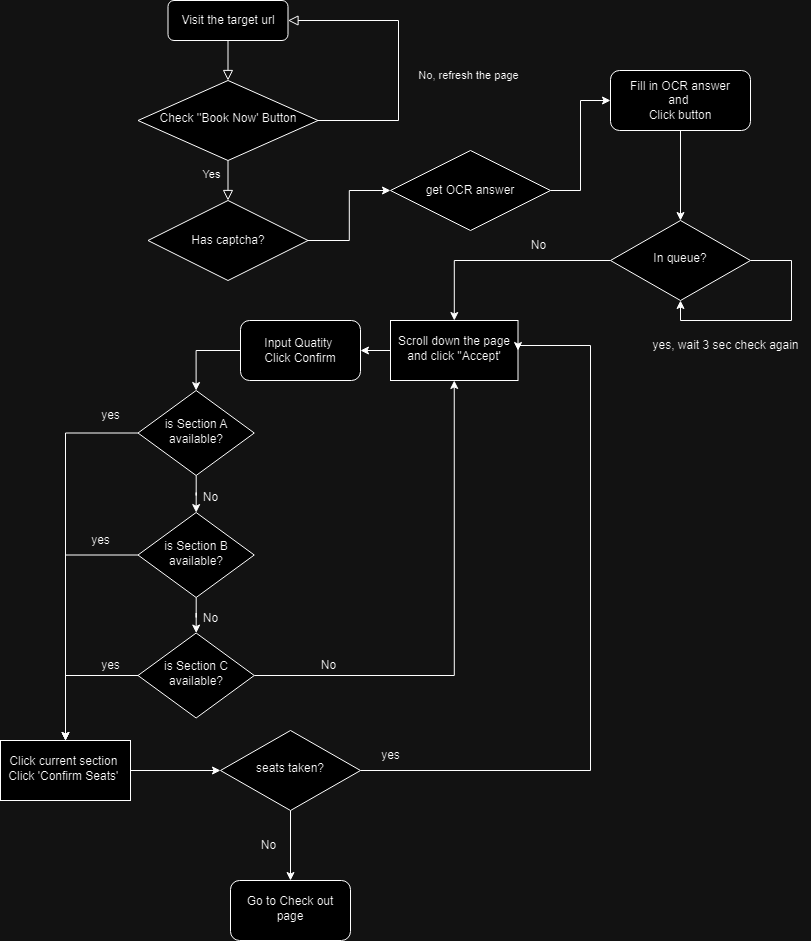 Visit the target url
No, refresh the page
Check "Book Now' Button
Fill in OCR answer
and
Click button
Yes
get OCR answer
Has captcha?
No
In queue?
yes, wait 3 sec check again
Input Quatity
Click Confirm
Scroll down the page
and click "Accept'
yes
is Section A
available?
No
yes
is Section B
available?
No
yes
is Section C
available?
No
Click current section
Click 'Confirm Seats'
seats taken?
yes
No
Go to Check out
page